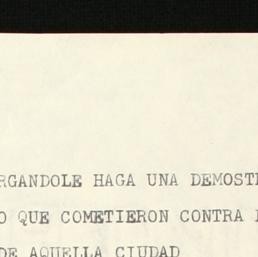 RGANDOLE HAGA UNA DEMOST
O QUE COMETIERON CONTRA
DE AQUELLA CIUDAD